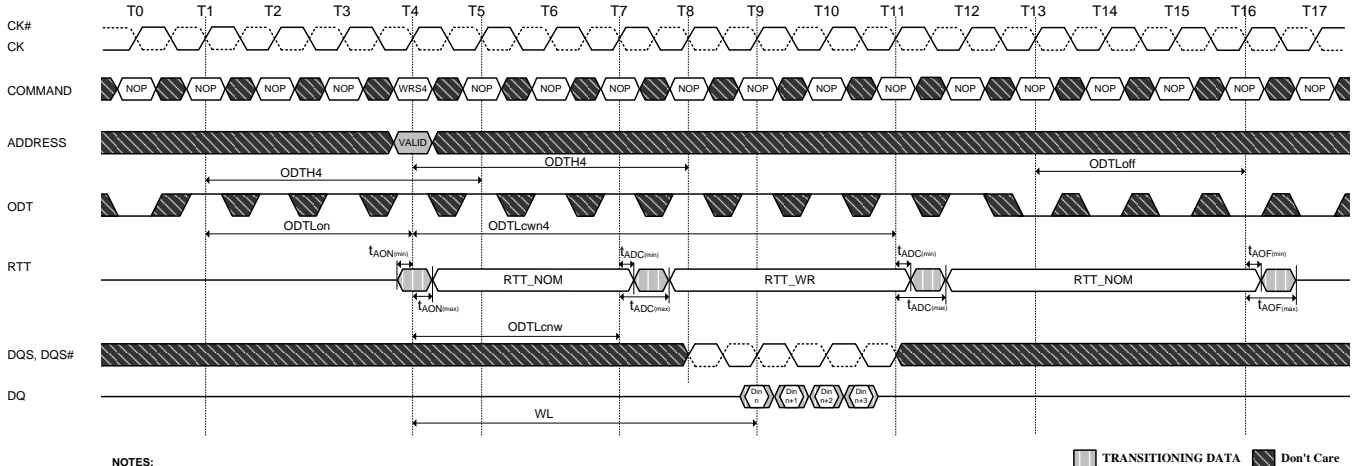 T0 T1 T2 T3 T4 T5 T6 T7 T8 T9 T10 T11 T12 T13 T14 T15 T16 T17
CK#
CK
COMMAND NOP NOP NOP NOP WRS4 NOP NOP NOP NOP NOP NOP NOP NOP NOP NOP NOP NOP NOP
ADDRESS VALID
ODTH4 ODTLoff
ODTH4
ODT
ODTLon ODTLcwn4
tAON(min) tADC(min) tADC(min) tAOF(min)
RTT RTT_NOM RTT_WR RTT_NOM
tAON(max) tADC(max) tADC(max) tAOF(max)
ODTLcnw
DQS, DQS#
DQ Din n Din n+1 Din n+2 Din n+3
WL
NOTES: TRANSITIONING DATA Don't Care